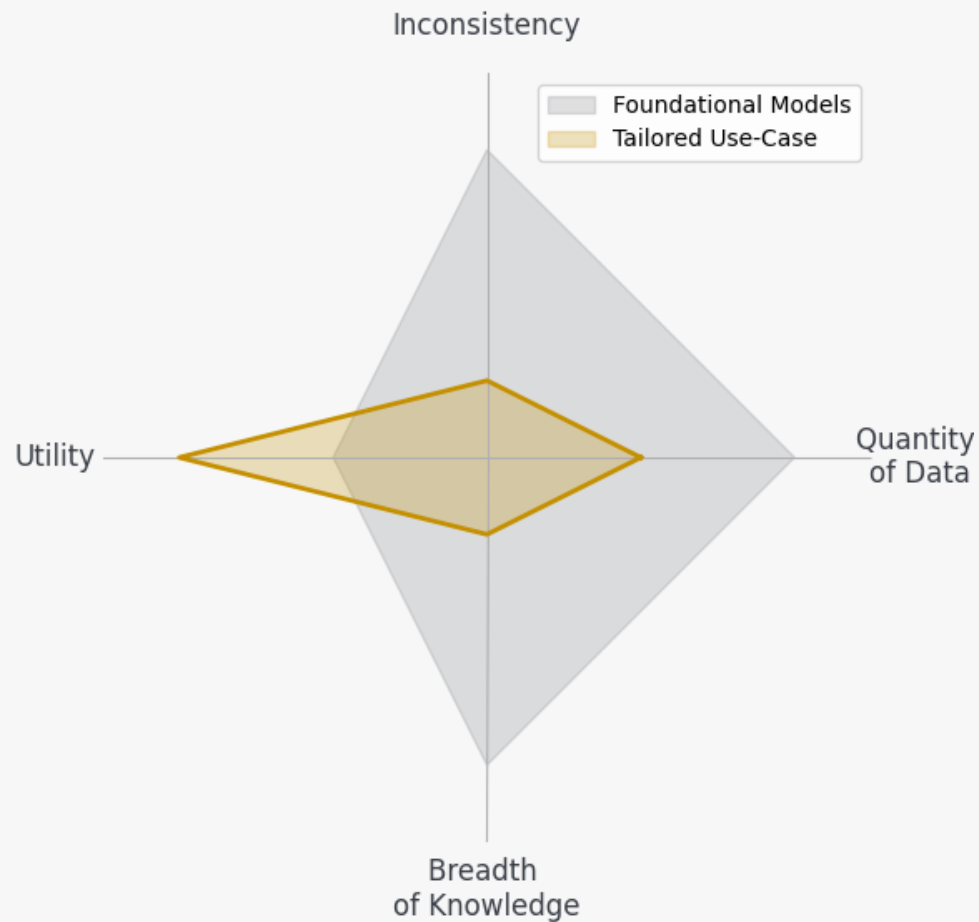 Inconsistency
Foundational Models
Tailored Use-Case
Utility
Quantity
of Data
Breadth
of Knowledge